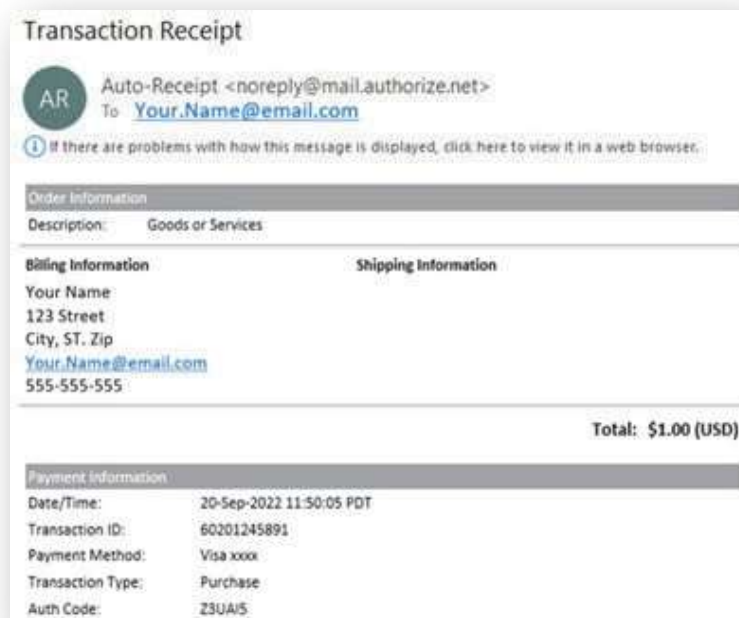 Transaction Receipt
AR
Auto-Receipt <noreply@mail.authorize.net>
To Your.Name@email.com
If there are problems with how this message is displayed, click here to view it in a web browser.
Order Information
Description: Goods or Services
Billing Information Shipping Information
Your Name
123 Street
City, ST. Zip
Your.Name@email.com
555-555-555
Total: $1.00 (USD)
Payment Information
Date/Time: 20-Sep-2022 11:50:05 PDT
Transaction ID: 60201245891
Payment Method: Visa xxxx
Transaction Type: Purchase
Auth Code: Z3UAI5